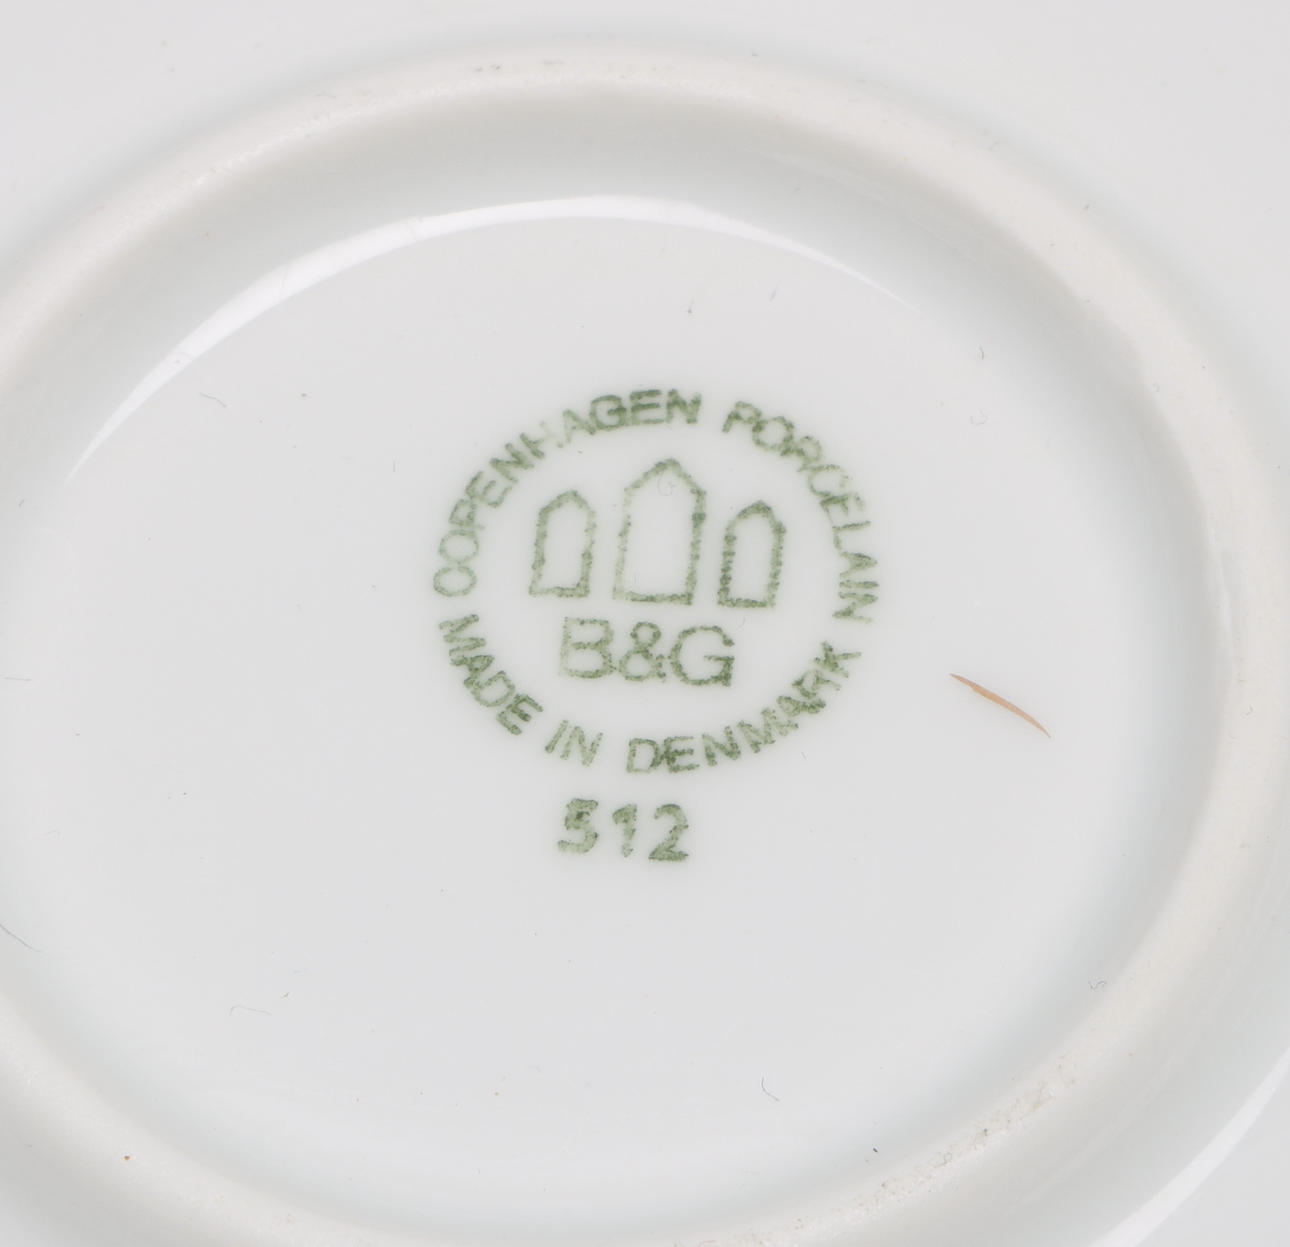 COPENHAGEN PORCELAIN
B&G
MADE IN DENMARK
512